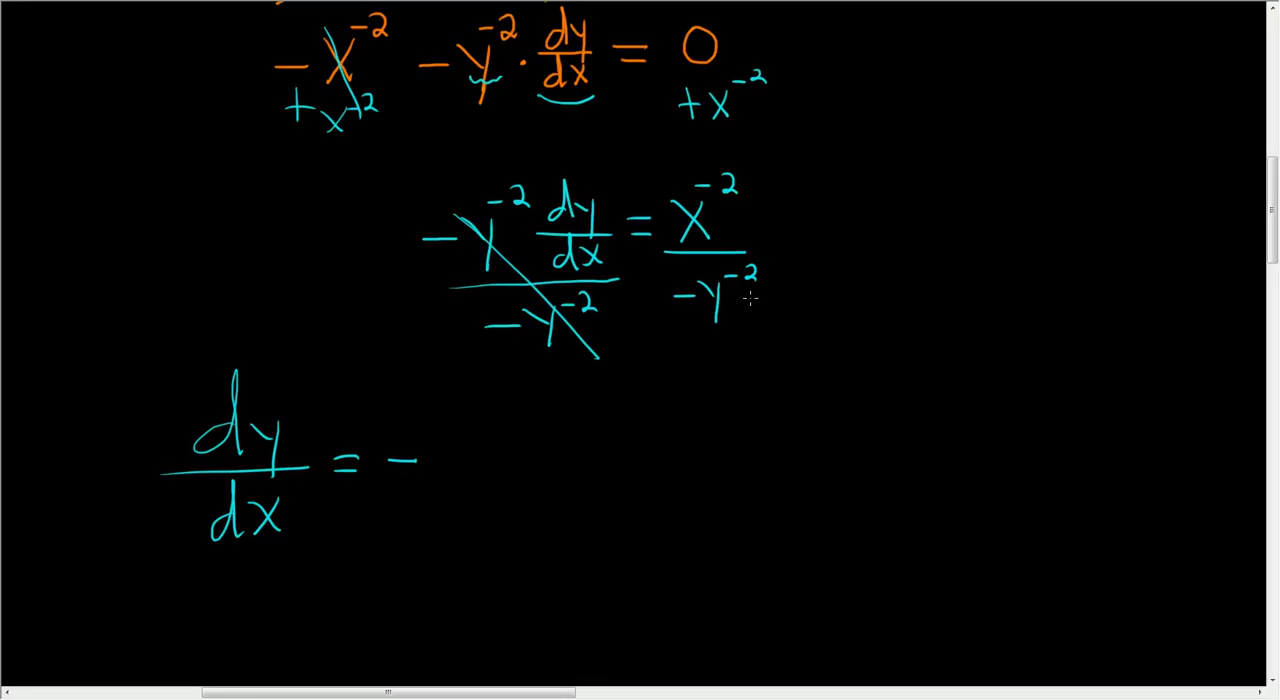 -x^{-2} - y^{-2} · dy/dx = 0
+x^{-2} +x^{-2}
-y^{-2} dy/dx / -y^{-2} = x^{-2} / -y^{-2}
dy/dx = -